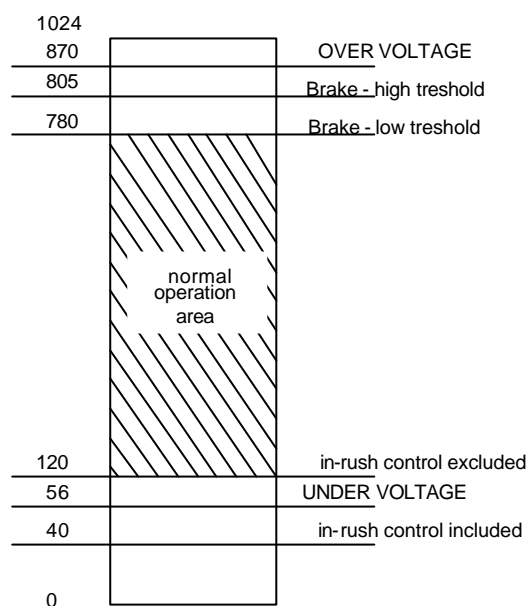 1024
870 OVER VOLTAGE
805 Brake - high treshold
780 Brake - low treshold
normal
operation
area
120 in-rush control excluded
56 UNDER VOLTAGE
40 in-rush control included
0